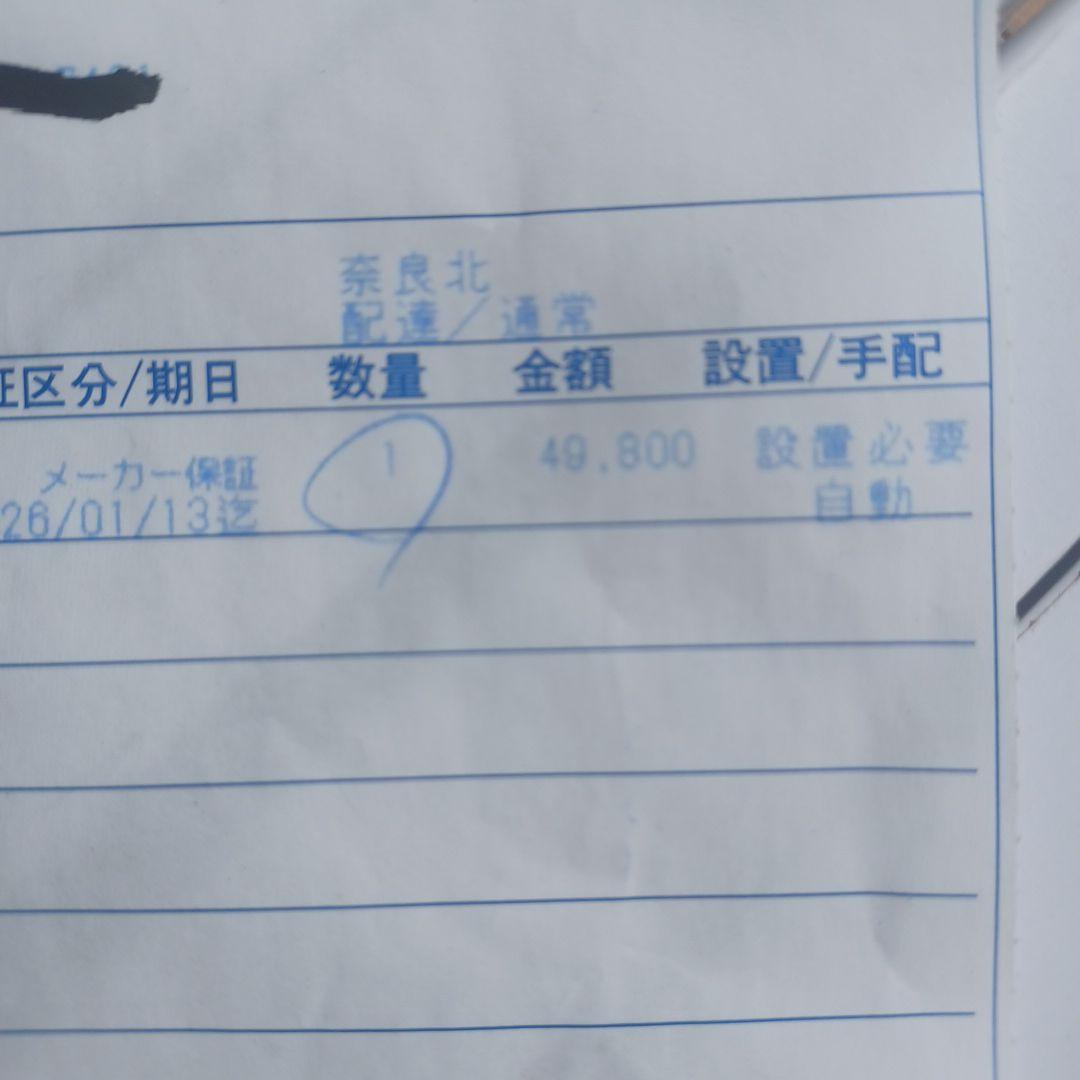 奈良北
配達/通常
証区分/期日 数量 金額 設置/手配
メーカー保証 1 49,800 設置必要
26/01/13迄 自動